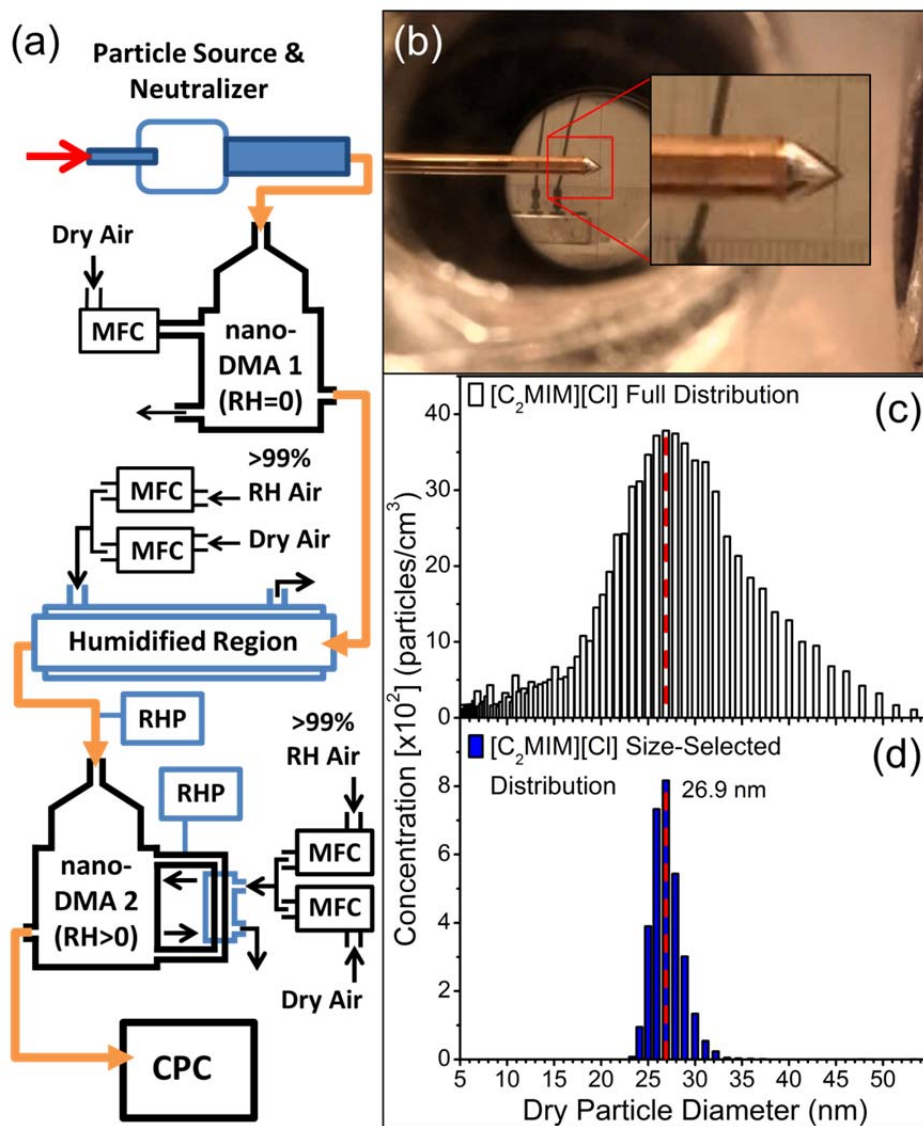 (a)
Particle Source &
Neutralizer
Dry Air
MFC
nano-
DMA 1
(RH=0)
>99%
RH Air
MFC
MFC
Dry Air
Humidified Region
RHP
>99%
RH Air
RHP
nano-
DMA 2
(RH>0)
MFC
MFC
Dry Air
CPC
(b)
[C₂MIM][Cl] Full Distribution
(c)
40
30
20
10
0
Concentration [x10²] (particles/cm³)
[C₂MIM][Cl] Size-Selected
Distribution
26.9 nm
(d)
8
6
4
2
0
5 10 15 20 25 30 35 40 45 50
Dry Particle Diameter (nm)